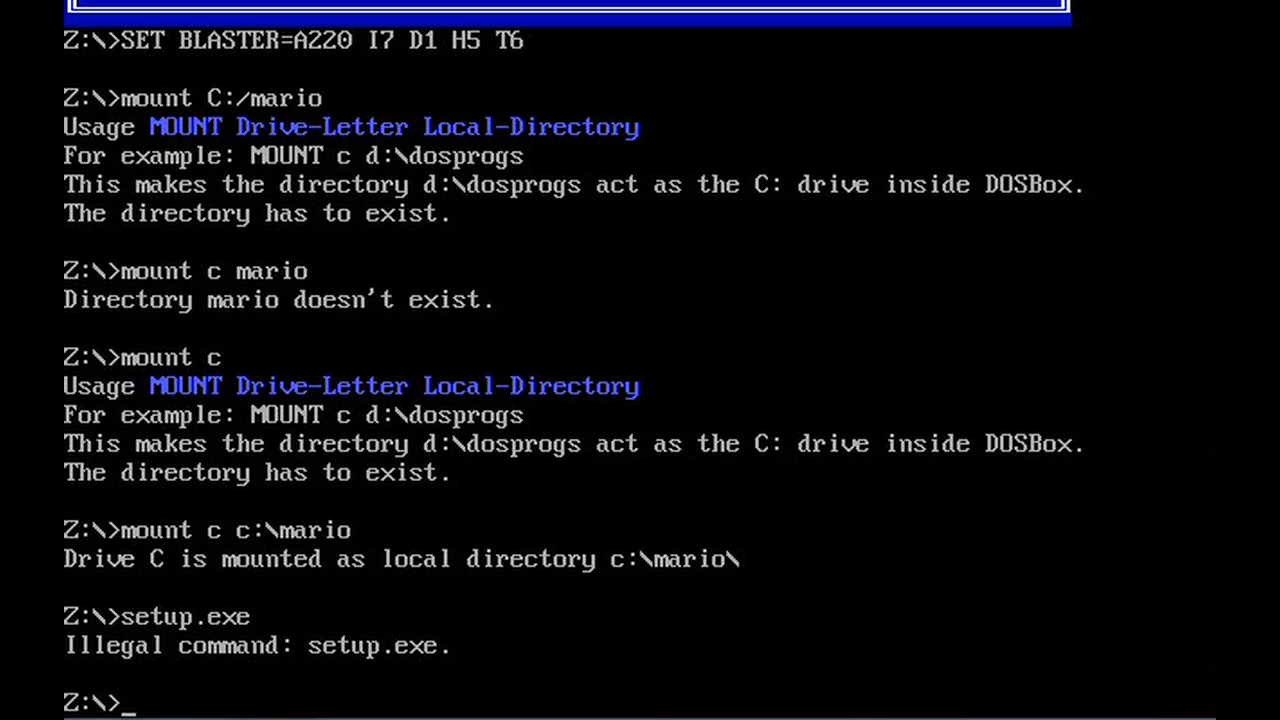 Z:\>SET BLASTER=A220 I7 D1 H5 T6
Z:\>mount C:/mario
Usage MOUNT Drive-Letter Local-Directory
For example: MOUNT c d:\dosprogs
This makes the directory d:\dosprogs act as the C: drive inside DOSBox.
The directory has to exist.
Z:\>mount c mario
Directory mario doesn't exist.
Z:\>mount c
Usage MOUNT Drive-Letter Local-Directory
For example: MOUNT c d:\dosprogs
This makes the directory d:\dosprogs act as the C: drive inside DOSBox.
The directory has to exist.
Z:\>mount c c:\mario
Drive C is mounted as local directory c:\mario\
Z:\>setup.exe
Illegal command: setup.exe.
Z:\>_